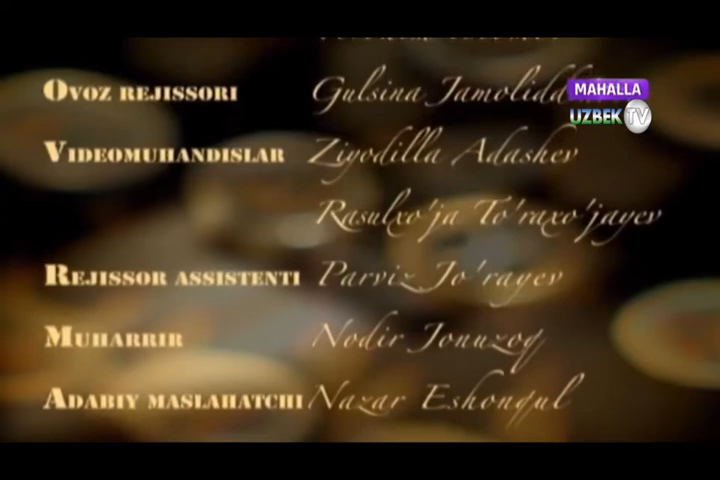 OVOZ REJISSORI Gulsina
MAHALLA
UZBEK TV
VIDEOMUHANDISLAR Ziyodilla Adashev
Rasulxo'ja To'raxo'jayev
REJISSOR ASSISTENTI Parviz Jo'rayev
MUHARRIR Nodir Jonuzoq
ADABIY MASLAHATCHI Nazar Eshonqul